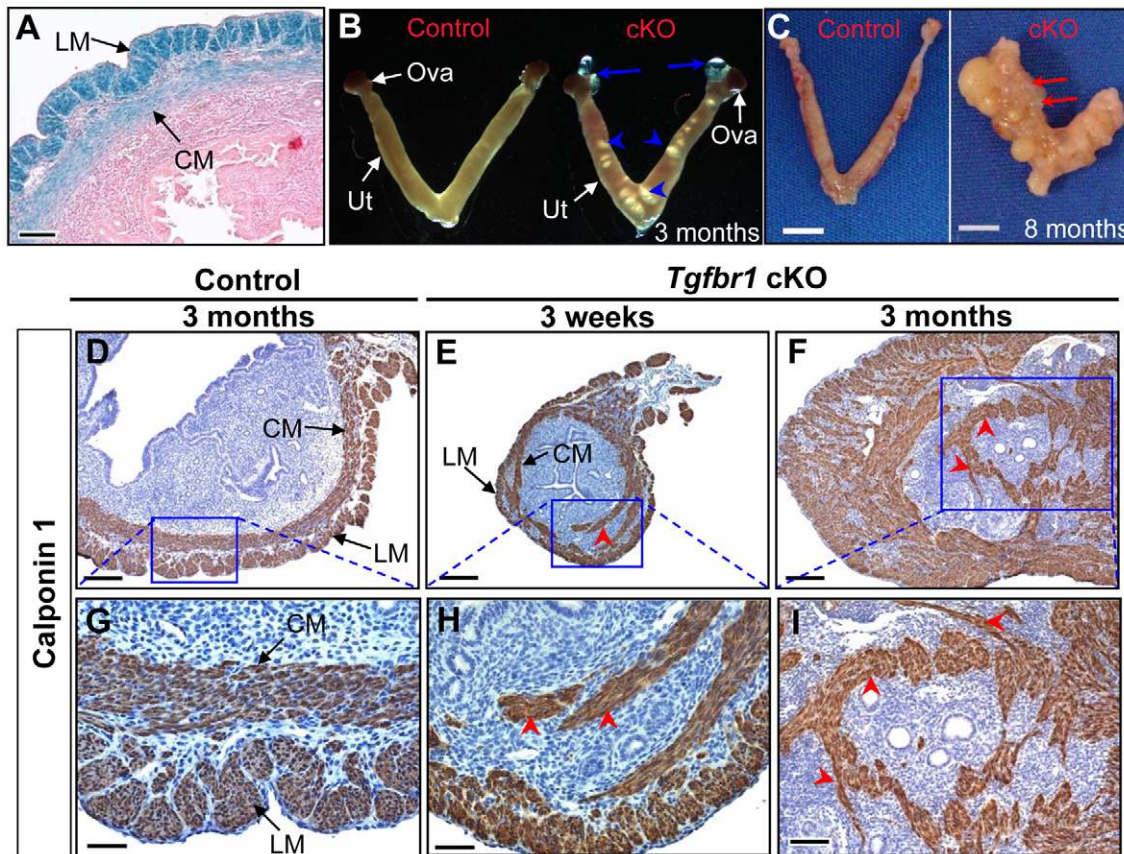 A
LM
CM
B
Control
cKO
Ova
Ova
Ut
Ut
3 months
C
Control
cKO
8 months
Control
Tgfbr1 cKO
3 months
3 weeks
3 months
Calponin 1
D
CM
LM
E
LM
CM
F
G
CM
LM
H
I